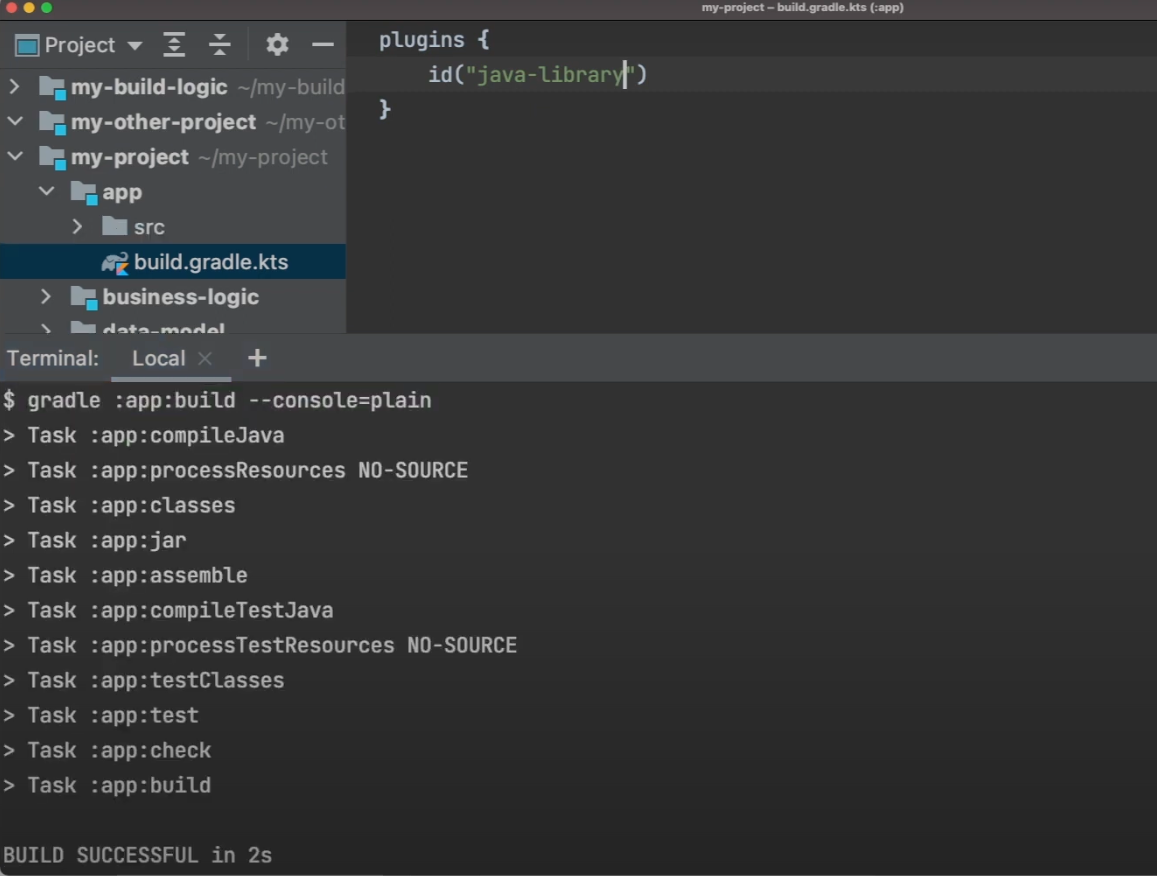 my-project – build.gradle.kts (:app)
Project
my-build-logic ~/my-build
my-other-project ~/my-ot
my-project ~/my-project
app
src
build.gradle.kts
business-logic
data-model
plugins {
id("java-library")
}
Terminal: Local × +
$ gradle :app:build --console=plain
> Task :app:compileJava
> Task :app:processResources NO-SOURCE
> Task :app:classes
> Task :app:jar
> Task :app:assemble
> Task :app:compileTestJava
> Task :app:processTestResources NO-SOURCE
> Task :app:testClasses
> Task :app:test
> Task :app:check
> Task :app:build
BUILD SUCCESSFUL in 2s